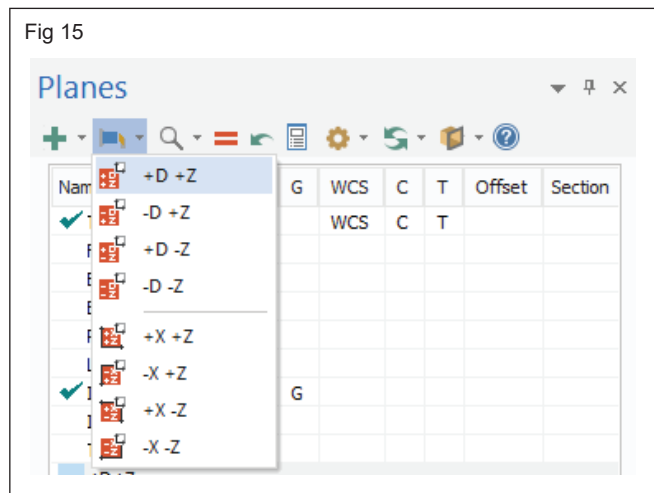 Fig 15
Planes
Nam G WCS C T Offset Section
WCS C T
G
+D +Z
-D +Z
+D -Z
-D -Z
+X +Z
-X +Z
+X -Z
-X -Z